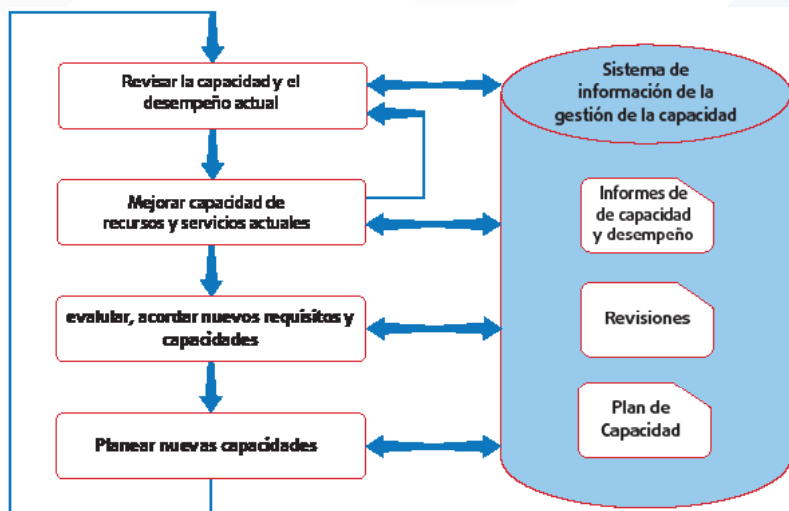 Revisar la capacidad y el
desempeño actual
Mejorar capacidad de
recursos y servicios actuales
evalular, acordar nuevos requisitos y
capacidades
Planear nuevas capacidades
Sistema de
información de la
gestión de la capacidad
Informes de
de capacidad
y desempeño
Revisiones
Plan de
Capacidad